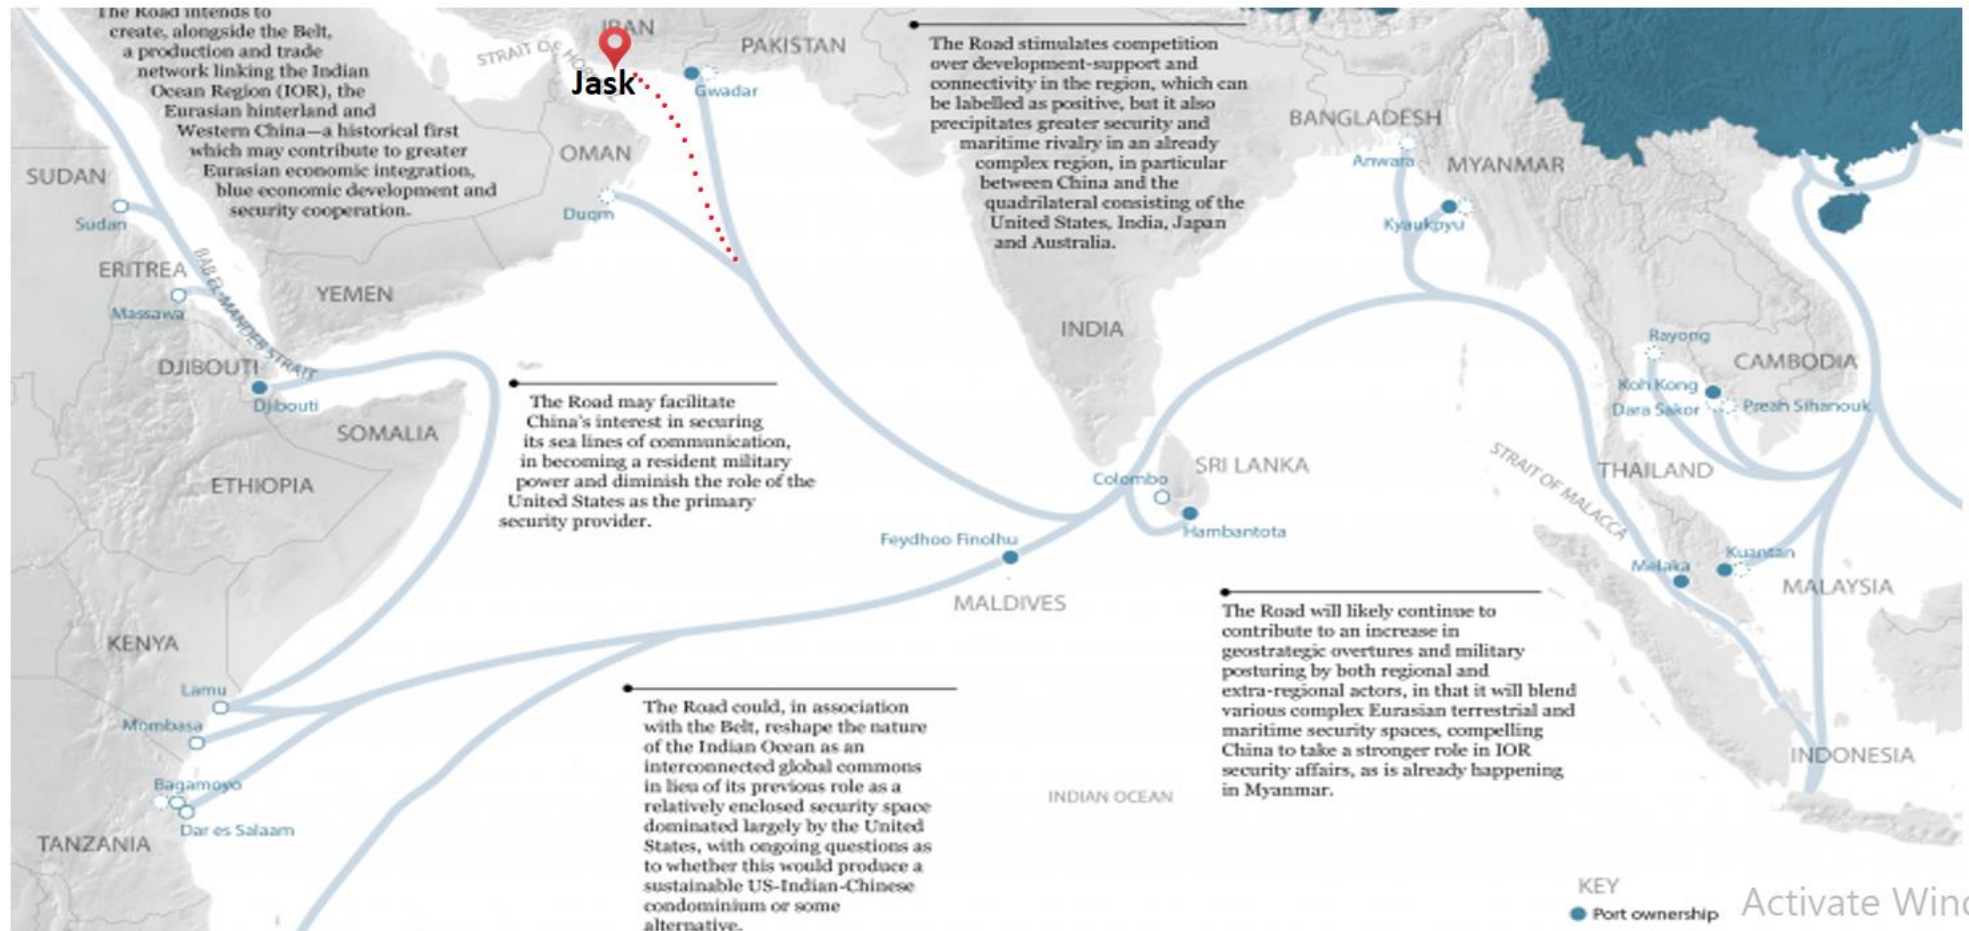 The Road intends to
create, alongside the Belt,
a production and trade
network linking the Indian
Ocean Region (IOR), the
Eurasian hinterland and
Western China—a historical first
which may contribute to greater
Eurasian economic integration,
blue economic development and
security cooperation.
IRAN
STRAIT OF HORMUZ
Jask
PAKISTAN
Gwadar
The Road stimulates competition
over development-support and
connectivity in the region, which can
be labelled as positive, but it also
precipitates greater security and
maritime rivalry in an already
complex region, in particular
between China and the
quadrilateral consisting of the
United States, India, Japan
and Australia.
BANGLADESH
Anwara
MYANMAR
Kyaukpyu
OMAN
Duqm
SUDAN
Sudan
ERITREA
Massawa
BAB EL-MANDEB STRAIT
YEMEN
DJIBOUTI
Djibouti
SOMALIA
ETHIOPIA
INDIA
The Road may facilitate
China's interest in securing
its sea lines of communication,
in becoming a resident military
power and diminish the role of the
United States as the primary
security provider.
Rayong
CAMBODIA
Koh Kong
Dara Sakor
Preah Sihanouk
THAILAND
STRAIT OF MALACCA
SRI LANKA
Colombo
Hambantota
Feydhoo Finolhu
MALDIVES
Melaka
Kuantan
MALAYSIA
KENYA
Lamu
Mombasa
Bagamoyo
Dar es Salaam
TANZANIA
The Road could, in association
with the Belt, reshape the nature
of the Indian Ocean as an
interconnected global commons
in lieu of its previous role as a
relatively enclosed security space
dominated largely by the United
States, with ongoing questions as
to whether this would produce a
sustainable US-Indian-Chinese
condominium or some
alternative.
INDIAN OCEAN
The Road will likely continue to
contribute to an increase in
geostrategic overtures and military
posturing by both regional and
extra-regional actors, in that it will blend
various complex Eurasian terrestrial and
maritime security spaces, compelling
China to take a stronger role in IOR
security affairs, as is already happening
in Myanmar.
INDONESIA
KEY
Port ownership
Activate Wind